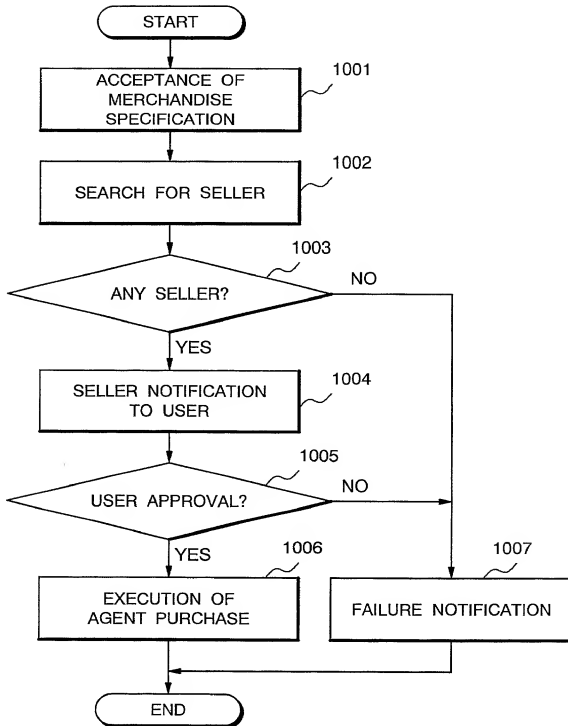 START
ACCEPTANCE OF
MERCHANDISE
SPECIFICATION
1001
SEARCH FOR SELLER
1002
ANY SELLER?
1003
NO
YES
SELLER NOTIFICATION
TO USER
1004
USER APPROVAL?
1005
NO
YES
EXECUTION OF
AGENT PURCHASE
1006
FAILURE NOTIFICATION
1007
END